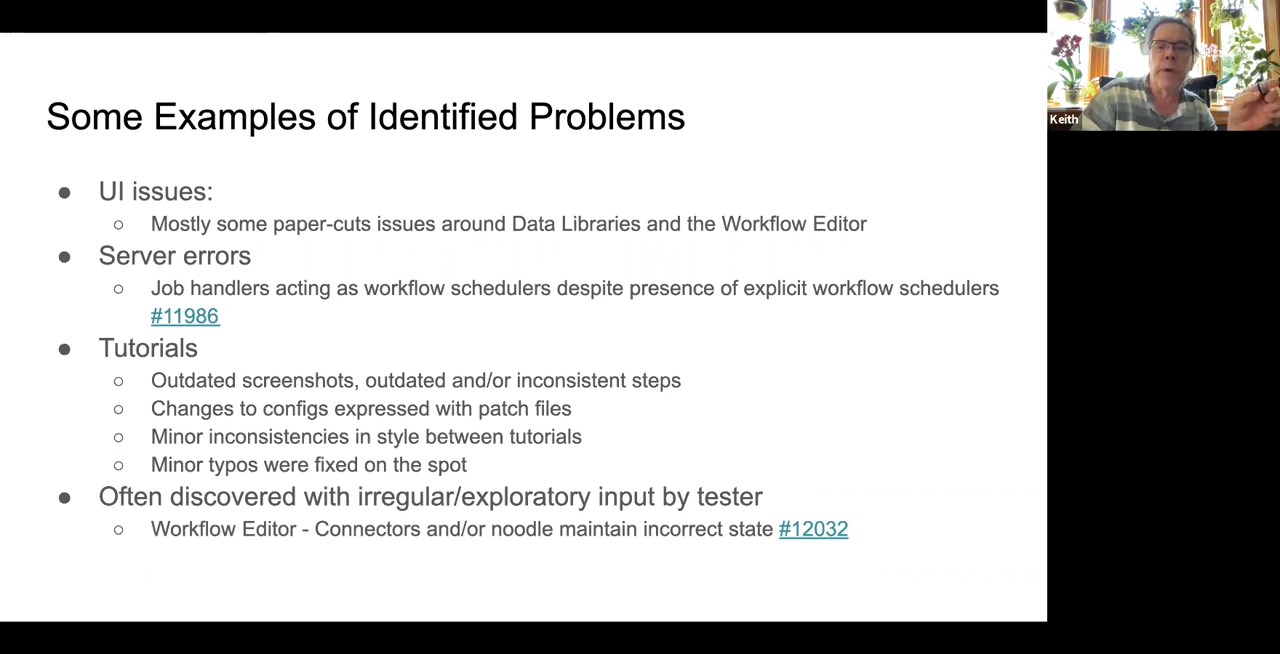 Some Examples of Identified Problems
Keith
● UI issues:
○ Mostly some paper-cuts issues around Data Libraries and the Workflow Editor
● Server errors
○ Job handlers acting as workflow schedulers despite presence of explicit workflow schedulers
#11986
● Tutorials
○ Outdated screenshots, outdated and/or inconsistent steps
○ Changes to configs expressed with patch files
○ Minor inconsistencies in style between tutorials
○ Minor typos were fixed on the spot
● Often discovered with irregular/exploratory input by tester
○ Workflow Editor - Connectors and/or noodle maintain incorrect state #12032